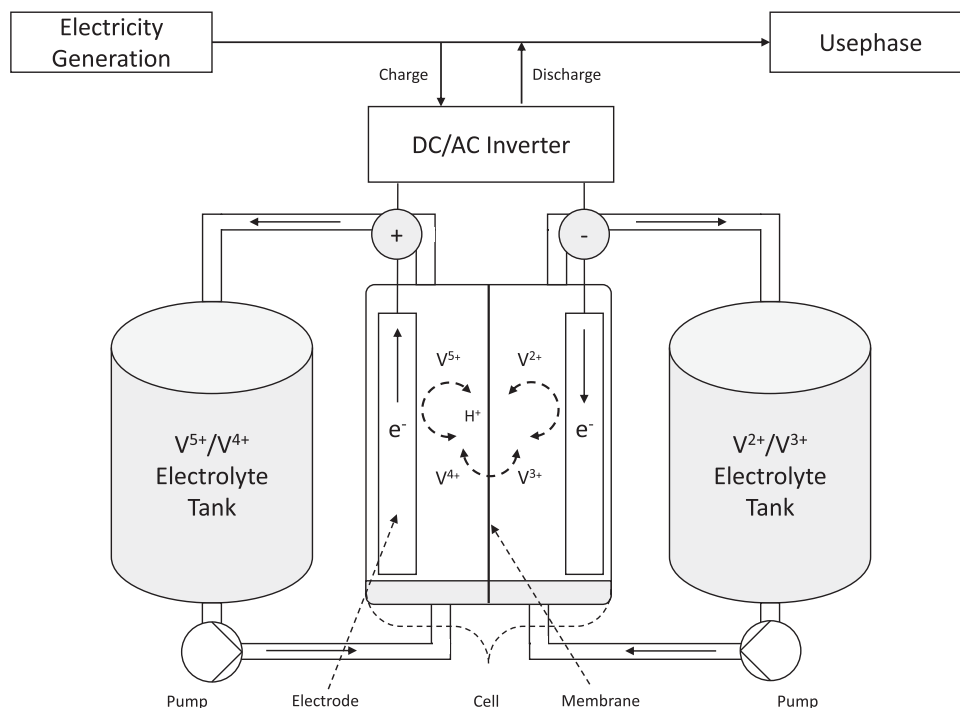 Electricity
Generation
Usephase
Charge
Discharge
DC/AC Inverter
+
-
V⁵⁺
V²⁺
H⁺
e⁻
e⁻
V⁴⁺
V³⁺
V⁵⁺/V⁴⁺
Electrolyte
Tank
V²⁺/V³⁺
Electrolyte
Tank
Pump
Electrode
Cell
Membrane
Pump